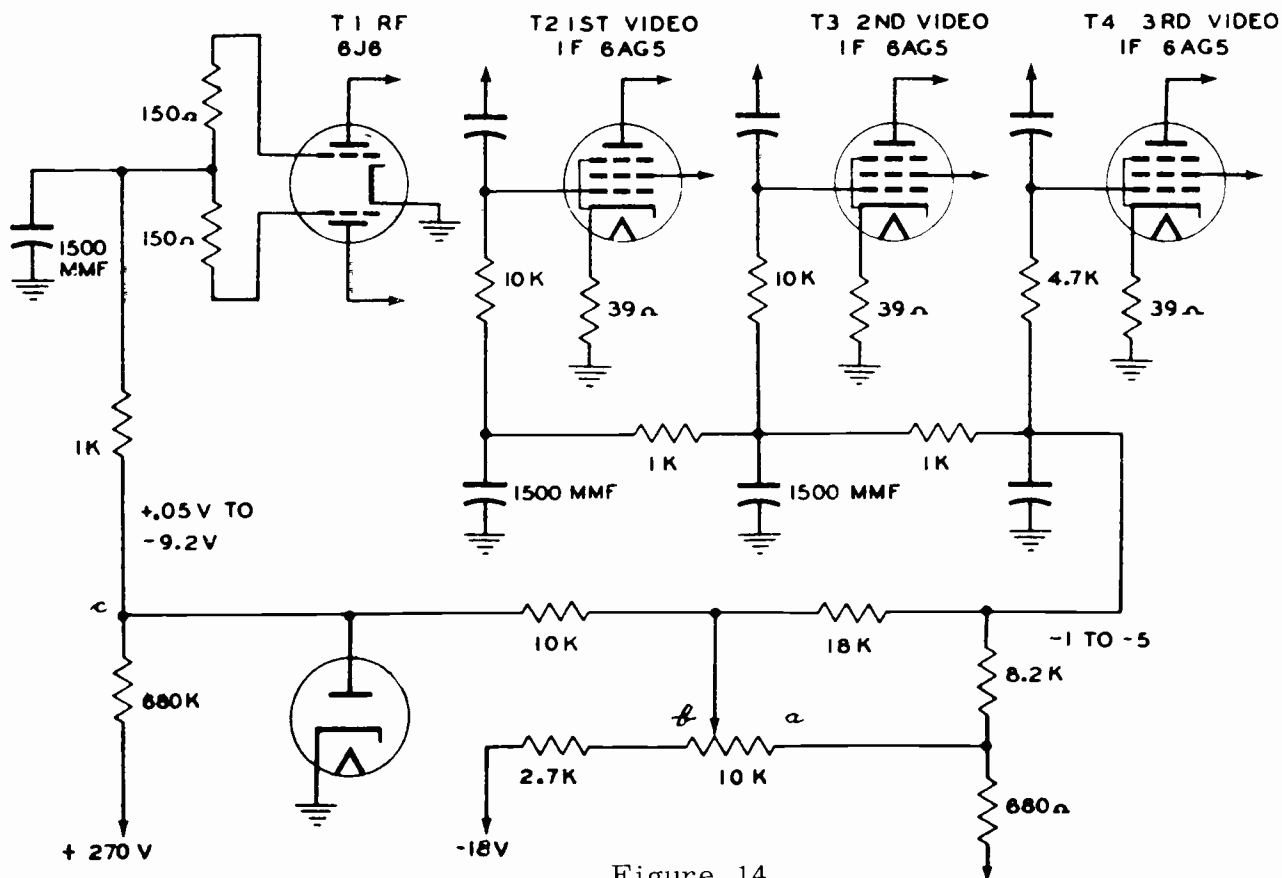 T1 RF
6J6
T2 1ST VIDEO
IF 6AG5
T3 2ND VIDEO
IF 6AG5
T4 3RD VIDEO
IF 6AG5
150Ω
150Ω
1500
MMF
10K
39Ω
10K
39Ω
4.7K
39Ω
1K
1K
1K
1500 MMF
1500 MMF
+.05V TO
-9.2V
c
10K
18K
-1 TO -5
680K
8.2K
b
a
2.7K
10K
680Ω
+270V
-18V
Figure 14